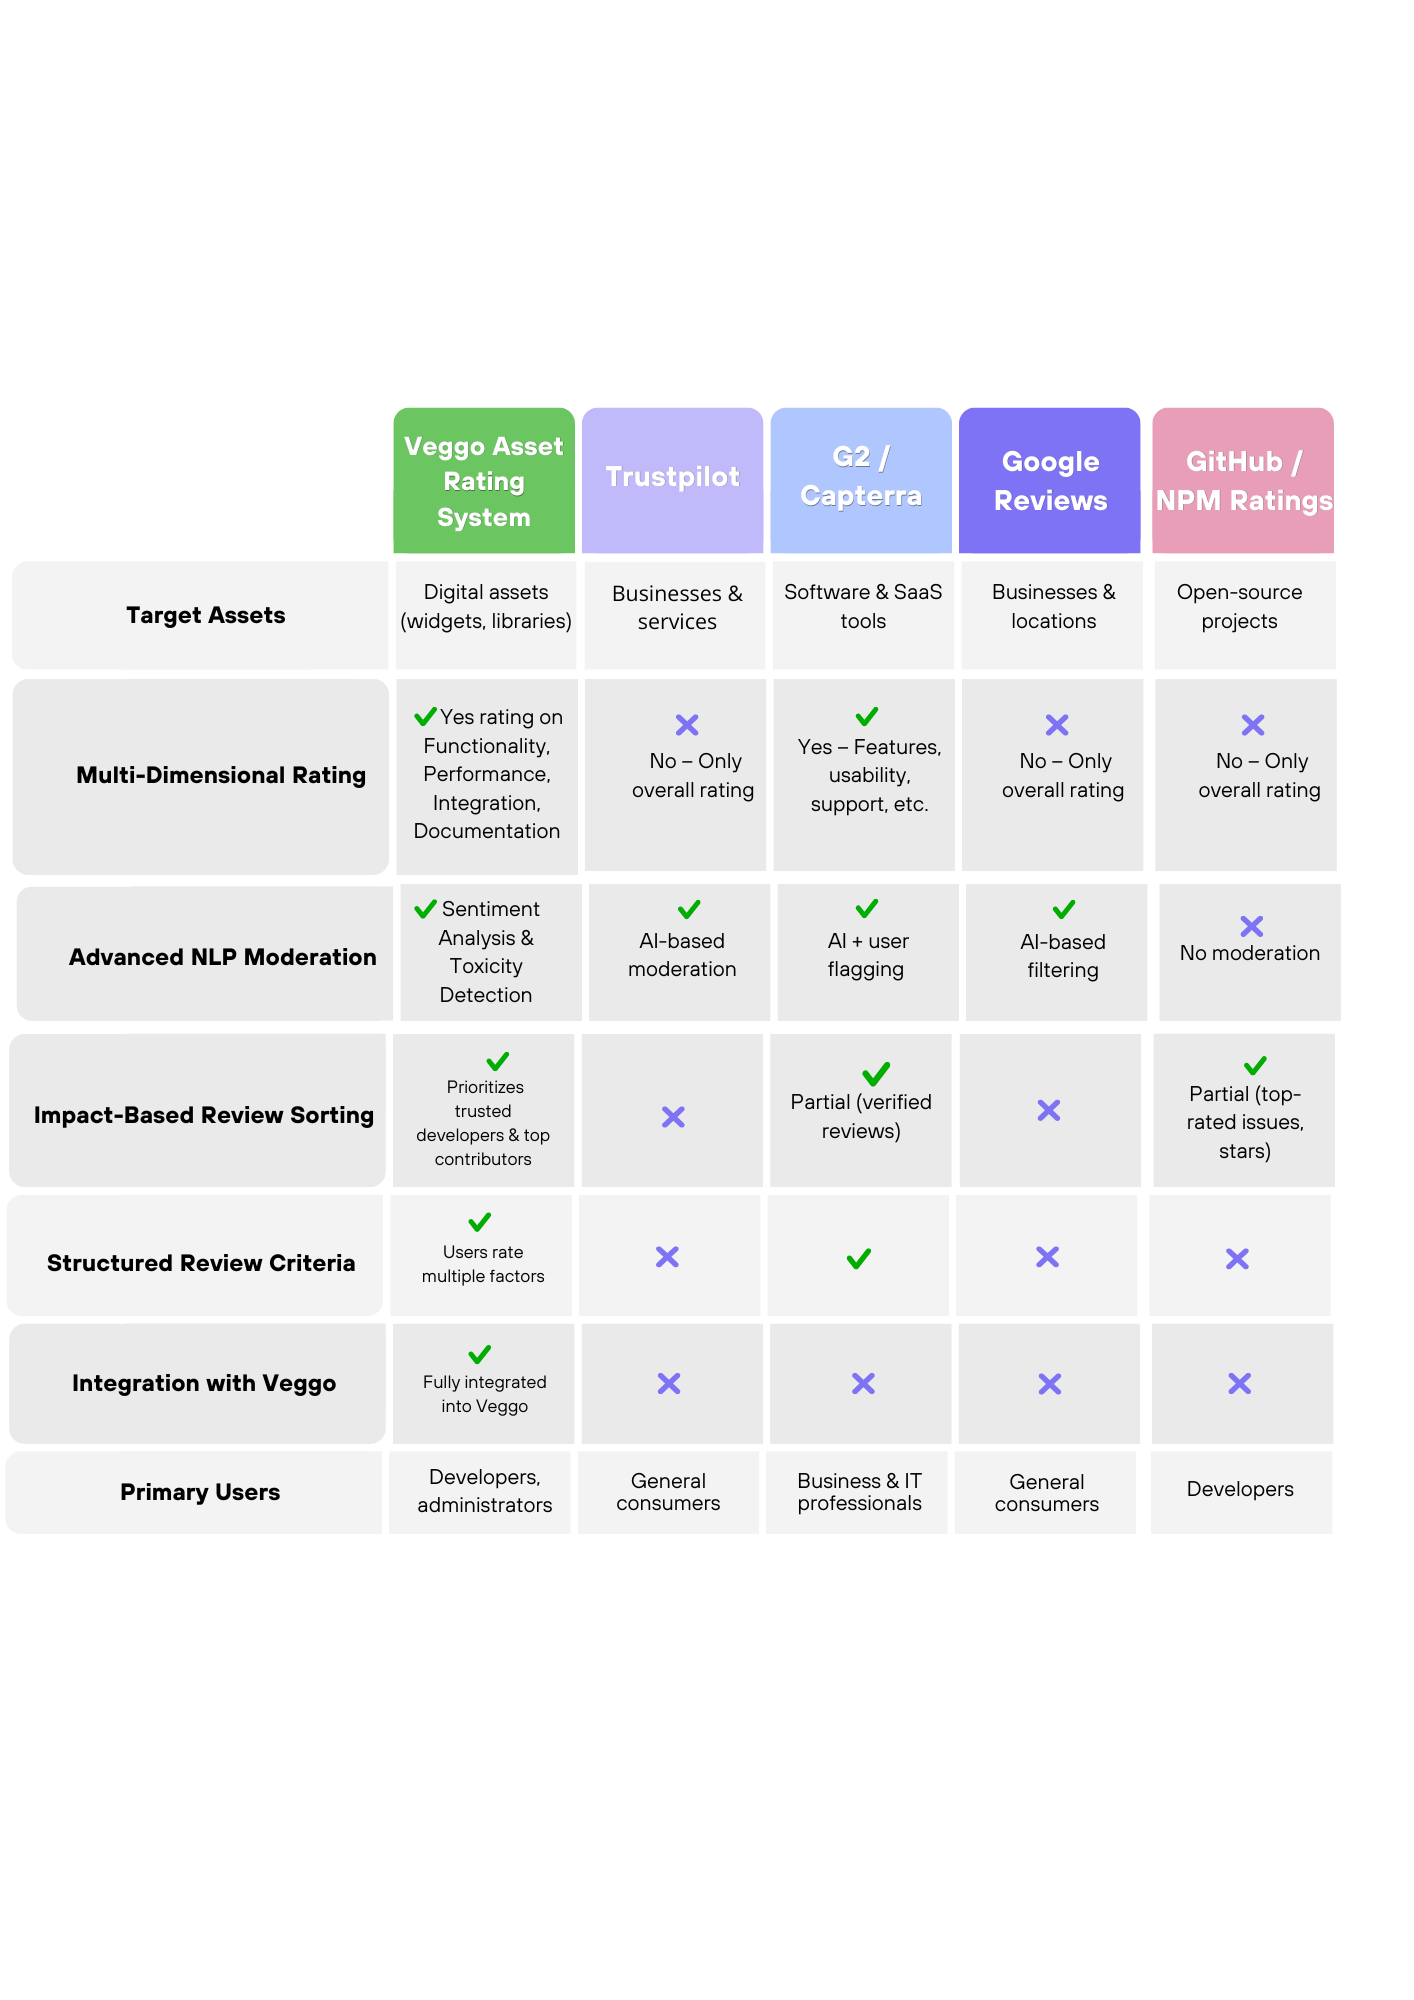 Veggo Asset
Rating
System
Trustpilot
G2 /
Capterra
Google
Reviews
GitHub /
NPM Ratings
Target Assets
Digital assets
(widgets, libraries)
Businesses &
services
Software & SaaS
tools
Businesses &
locations
Open-source
projects
Multi-Dimensional Rating
Yes rating on
Functionality,
Performance,
Integration,
Documentation
No – Only
overall rating
Yes – Features,
usability,
support, etc.
No – Only
overall rating
No – Only
overall rating
Advanced NLP Moderation
Sentiment
Analysis &
Toxicity
Detection
AI-based
moderation
AI + user
flagging
AI-based
filtering
No moderation
Impact-Based Review Sorting
Prioritizes
trusted
developers & top
contributors
Partial (verified
reviews)
Partial (top-
rated issues,
stars)
Structured Review Criteria
Users rate
multiple factors
Integration with Veggo
Fully integrated
into Veggo
Primary Users
Developers,
administrators
General
consumers
Business & IT
professionals
General
consumers
Developers